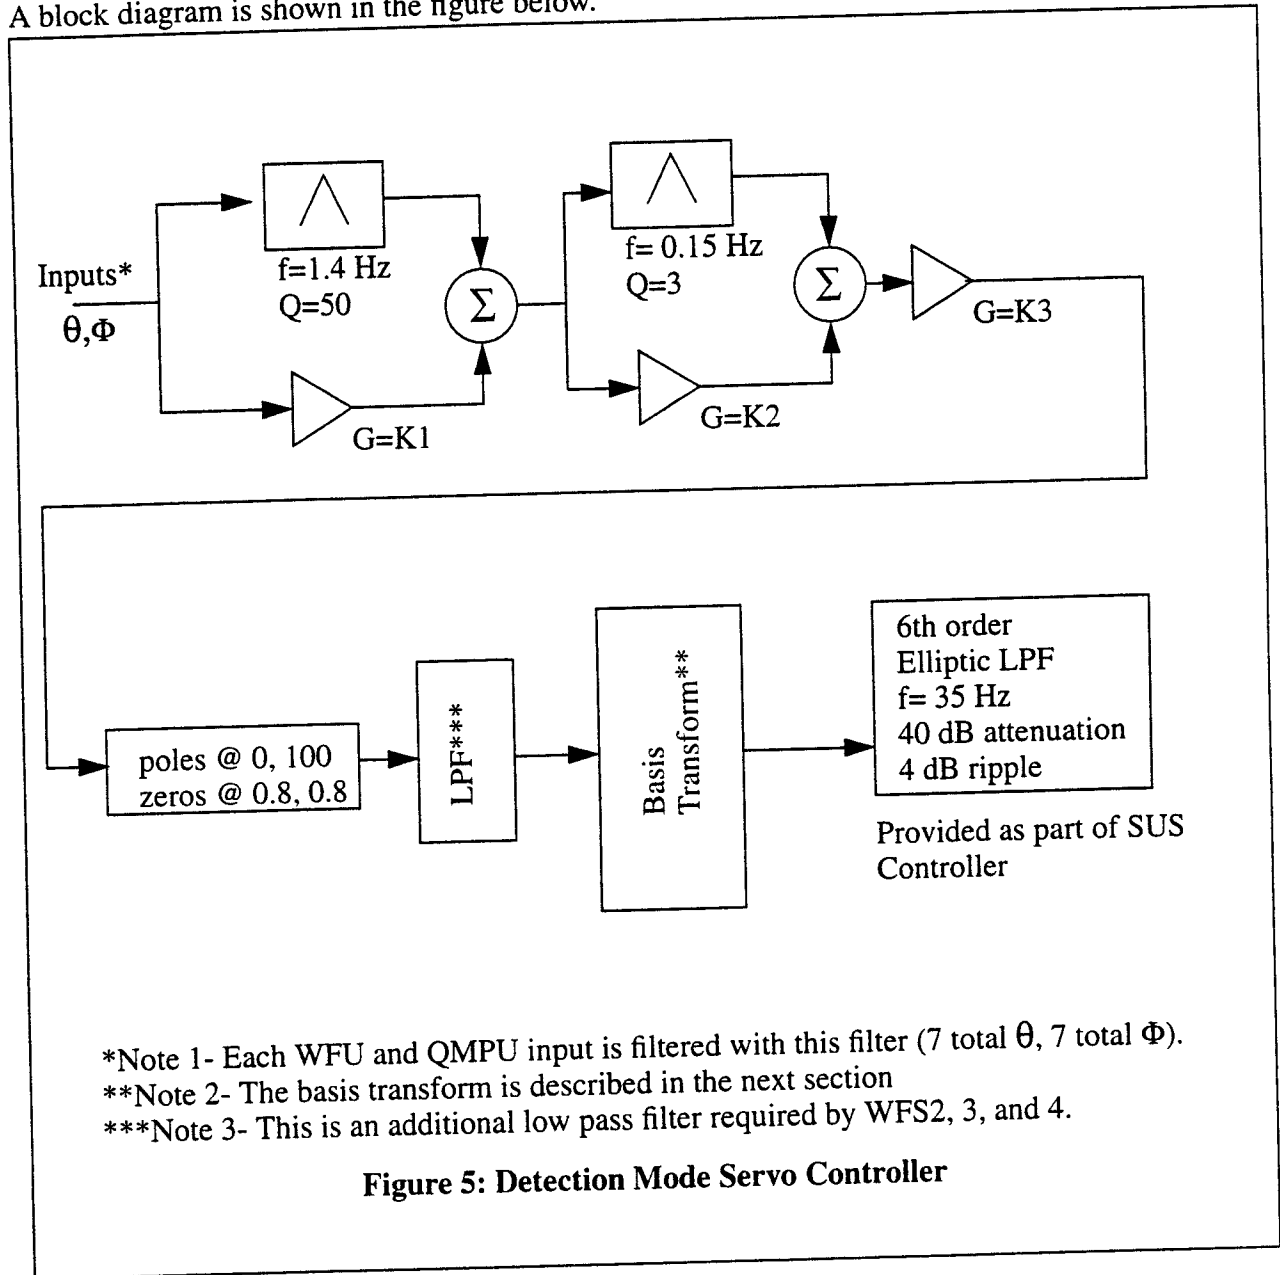 A block diagram is shown in the figure below.
f=1.4 Hz
Q=50
Inputs*
θ,Φ
Σ
G=K1
f= 0.15 Hz
Q=3
Σ
G=K2
G=K3
poles @ 0, 100
zeros @ 0.8, 0.8
LPF***
Basis
Transform**
6th order
Elliptic LPF
f= 35 Hz
40 dB attenuation
4 dB ripple
Provided as part of SUS
Controller
*Note 1- Each WFU and QMPU input is filtered with this filter (7 total θ, 7 total Φ).
**Note 2- The basis transform is described in the next section
***Note 3- This is an additional low pass filter required by WFS2, 3, and 4.
Figure 5: Detection Mode Servo Controller